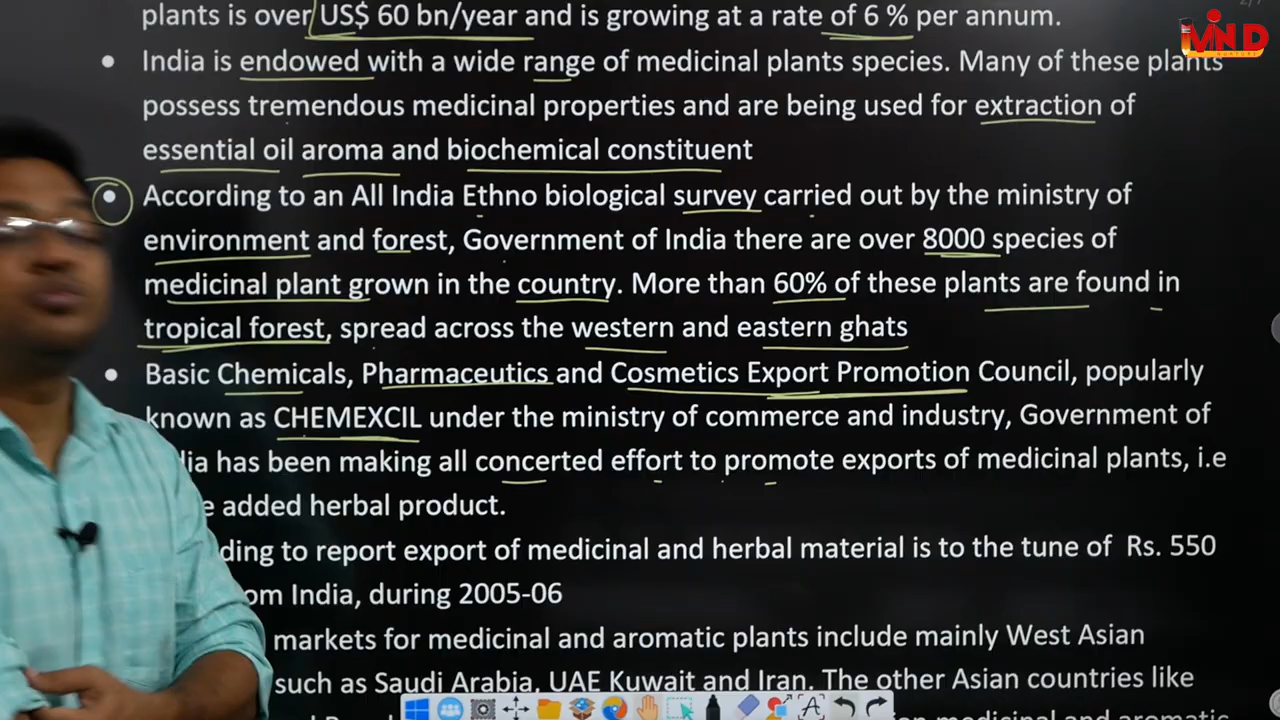 plants is over US$ 60 bn/year and is growing at a rate of 6 % per annum.
MIND
• India is endowed with a wide range of medicinal plants species. Many of these plants
possess tremendous medicinal properties and are being used for extraction of
essential oil aroma and biochemical constituent
• According to an All India Ethno biological survey carried out by the ministry of
environment and forest, Government of India there are over 8000 species of
medicinal plant grown in the country. More than 60% of these plants are found in
tropical forest, spread across the western and eastern ghats
• Basic Chemicals, Pharmaceutics and Cosmetics Export Promotion Council, popularly
known as CHEMEXCIL under the ministry of commerce and industry, Government of
dia has been making all concerted effort to promote exports of medicinal plants, i.e
e added herbal product.
ding to report export of medicinal and herbal material is to the tune of Rs. 550
om India, during 2005-06
markets for medicinal and aromatic plants include mainly West Asian
such as Saudi Arabia, UAE Kuwait and Iran. The other Asian countries like